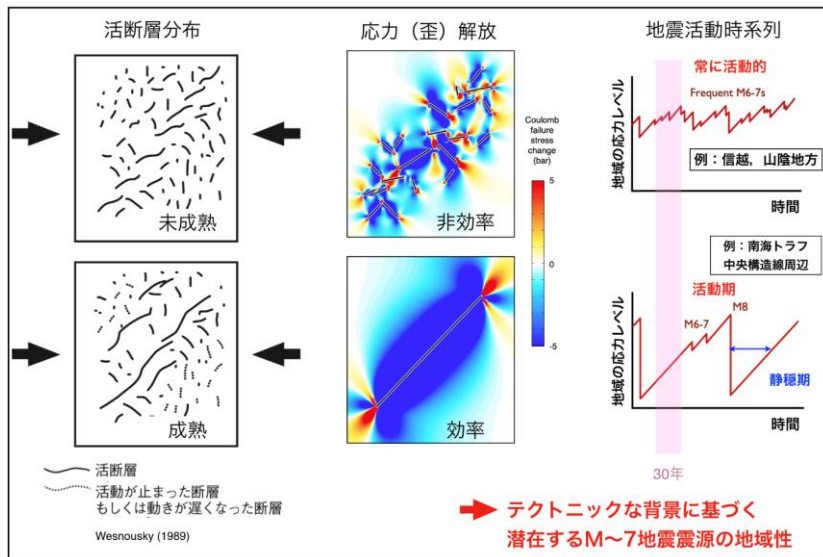 活断層分布
応力（歪）解放
地震活動時系列
未成熟
Coulomb
failure
stress
change
(bar)
5
0
-5
非効率
常に活動的
Frequent M6-7s
地域の応力レベル
例：信越，山陰地方
時間
成熟
効率
例：南海トラフ
中央構造線周辺
活動期
M8
M6-7
地域の応力レベル
静穏期
時間
30年
活断層
活動が止まった断層
もしくは動きが遅くなった断層
Wesnousky (1989)
テクトニックな背景に基づく
潜在するM〜7地震震源の地域性